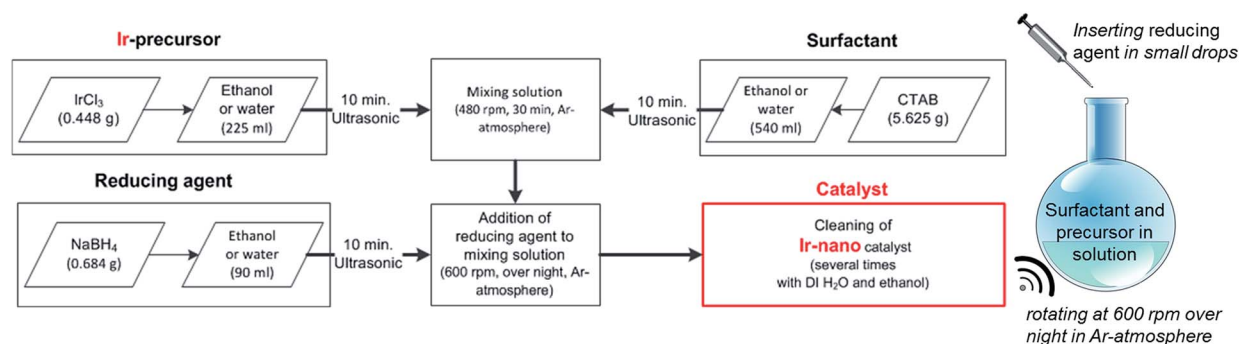 Ir-precursor
IrCl3
(0.448 g)
Ethanol
or water
(225 ml)
10 min.
Ultrasonic
Mixing solution
(480 rpm, 30 min, Ar-
atmosphere)
Surfactant
10 min.
Ultrasonic
Ethanol or
water
(540 ml)
CTAB
(5.625 g)
Reducing agent
NaBH4
(0.684 g)
Ethanol
or water
(90 ml)
10 min.
Ultrasonic
Addition of
reducing agent to
mixing solution
(600 rpm, over night, Ar-
atmosphere)
Catalyst
Cleaning of
Ir-nano catalyst
(several times
with DI H2O and ethanol)
Inserting reducing
agent in small drops
Surfactant and
precursor in
solution
rotating at 600 rpm over
night in Ar-atmosphere